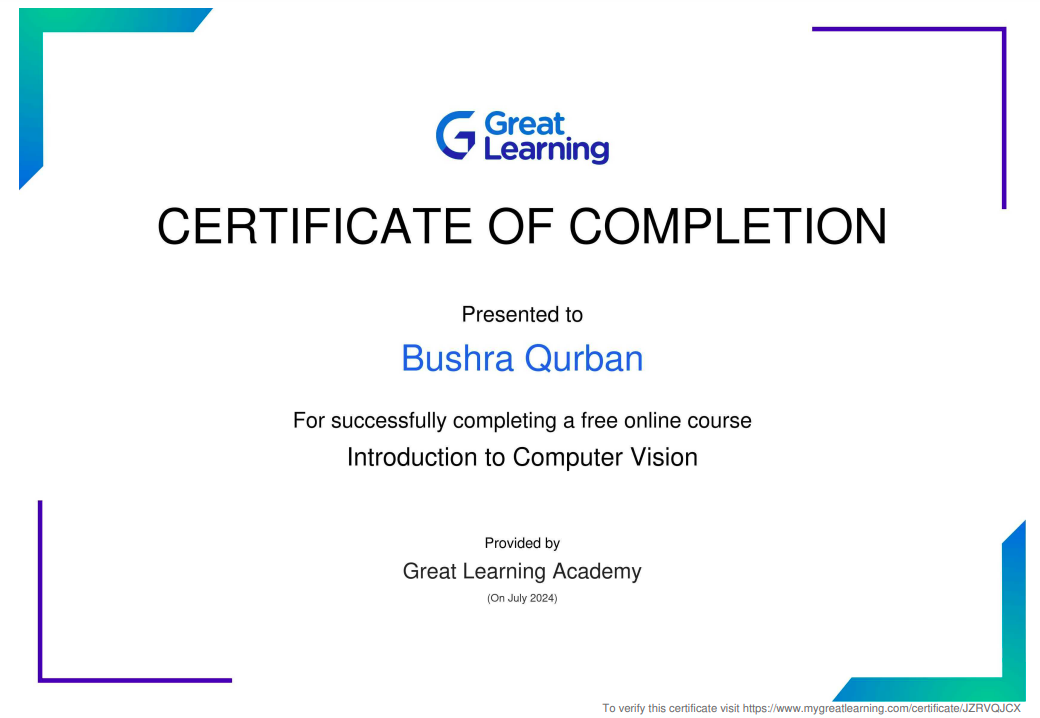 Great
Learning
CERTIFICATE OF COMPLETION
Presented to
Bushra Qurban
For successfully completing a free online course
Introduction to Computer Vision
Provided by
Great Learning Academy
(On July 2024)
To verify this certificate visit https://www.mygreatlearning.com/certificate/JZRVQJCX